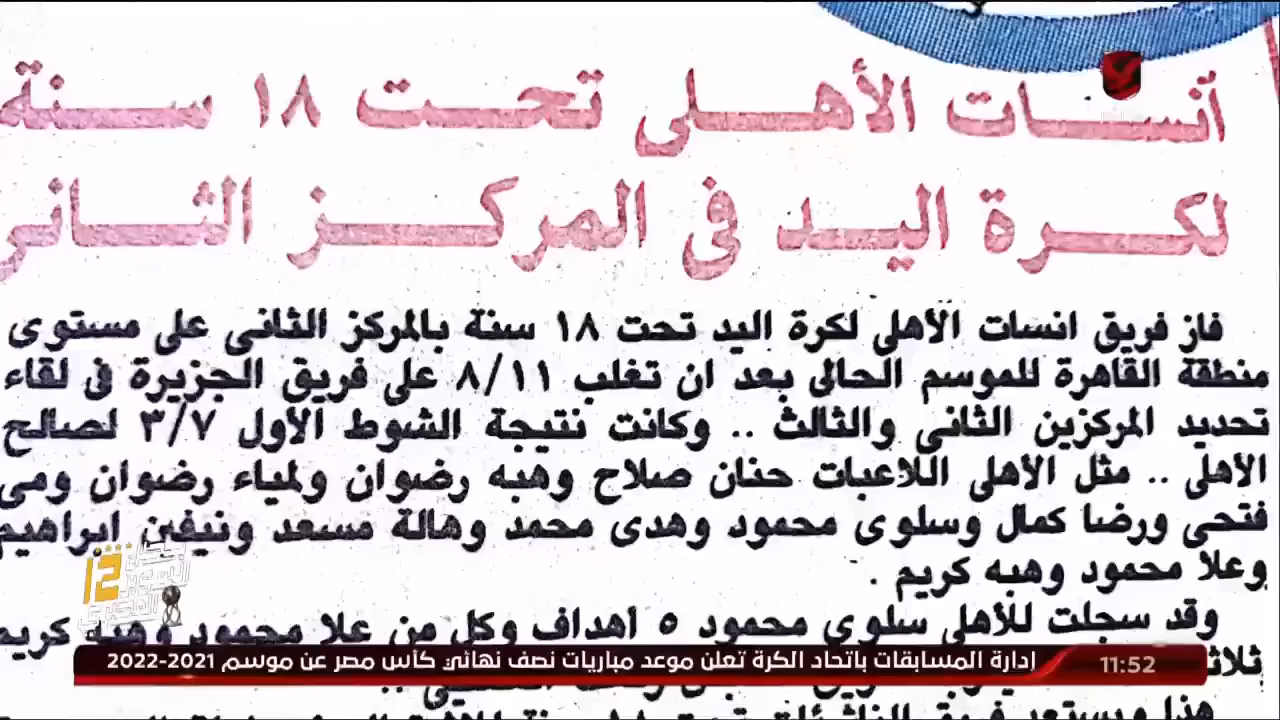 آنسات الأهلى تحت ١٨ سنة
لكرة اليد فى المركز الثانى
فاز فريق انسات الأهلى لكرة اليد تحت ١٨ سنة بالمركز الثانى على مستوى
منطقة القاهرة للموسم الحالى بعد ان تغلب ٨/١١ على فريق الجزيرة فى لقاء
تحديد المركزين الثانى والثالث .. وكانت نتيجة الشوط الأول ٣/٧ لصالح
الأهلى .. مثل الأهلى اللاعبات حنان صلاح وهبه رضوان ولمياء رضوان ومى
فتحى ورضا كمال وسلوى محمود وهدى محمد وهالة مسعد ونيفين ابراهيم
وعلا محمود وهبه كريم .
وقد سجلت للأهلى سلوى محمود ٥ أهداف وكل من علا محمود وهبه كريم
إدارة المسابقات باتحاد الكرة تعلن موعد مباريات نصف نهائي كأس مصر عن موسم 2021-2022
11:52